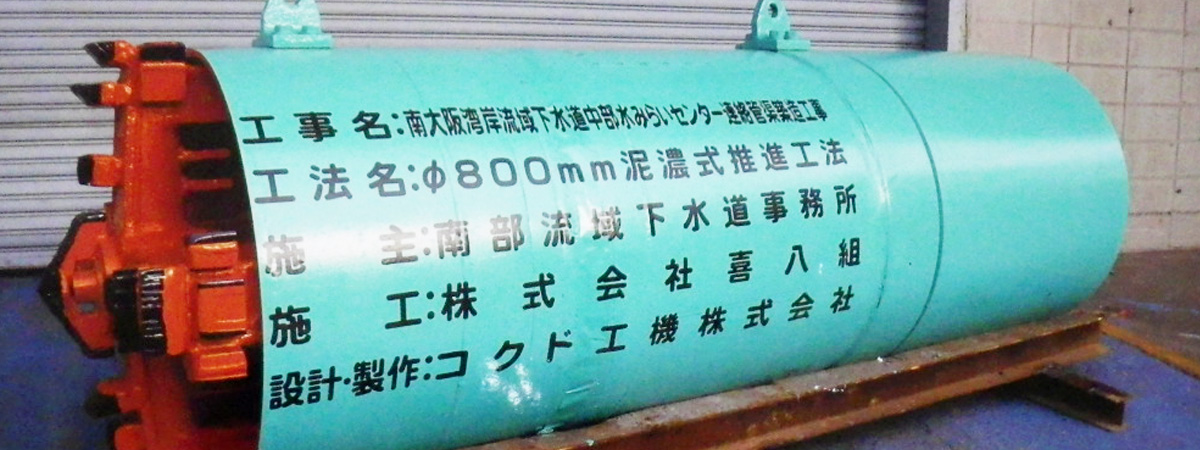 工事名:南大阪湾岸流域下水道中部水みらいセンター連絡管渠築造工事
工法名:φ800mm泥濃式推進工法
施主:南部流域下水道事務所
施工:株式会社喜八組
設計・製作:コクド工機株式会社